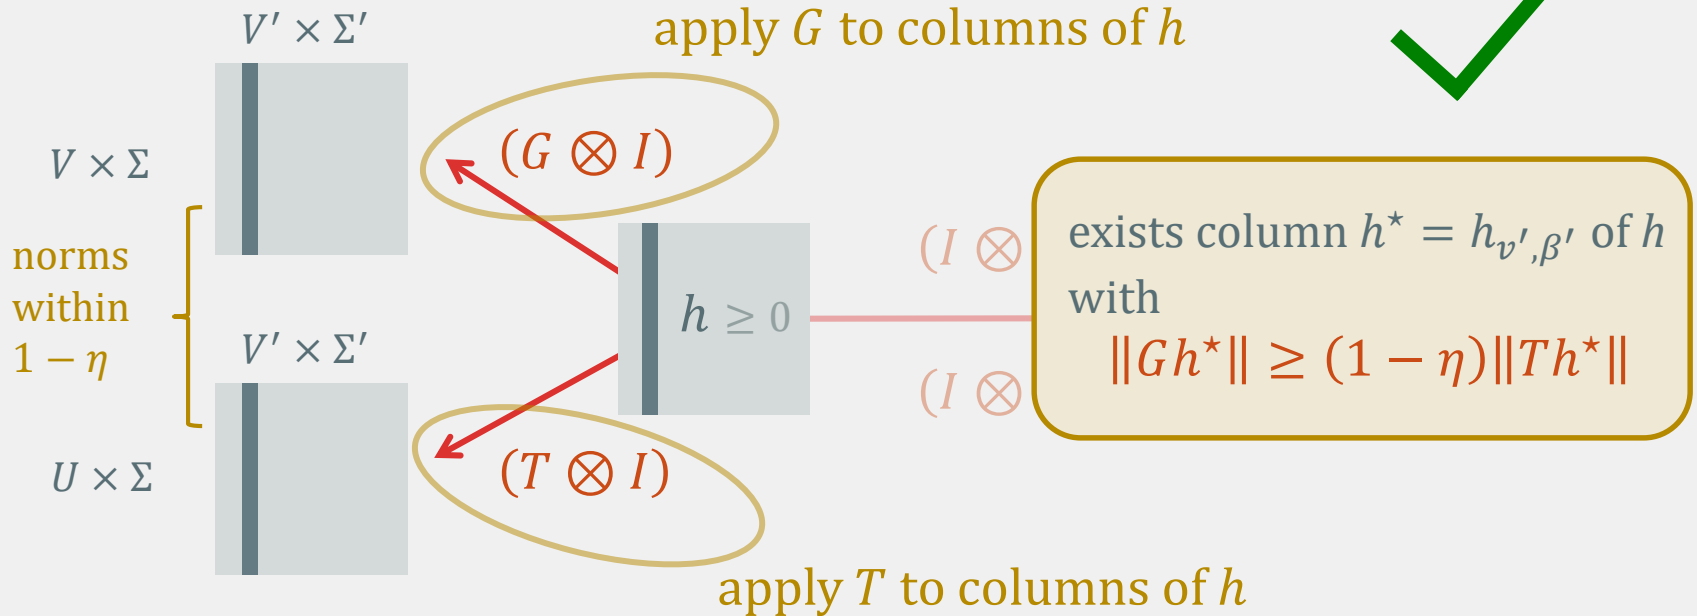 V′ × Σ′
apply G to columns of h
(G ⊗ I)
V × Σ
norms
within
1 − η
h ≥ 0
(I ⊗
exists column h⋆ = h_{v′,β′} of h
with
‖Gh⋆‖ ≥ (1 − η)‖Th⋆‖
V′ × Σ′
(I ⊗
U × Σ
(T ⊗ I)
apply T to columns of h